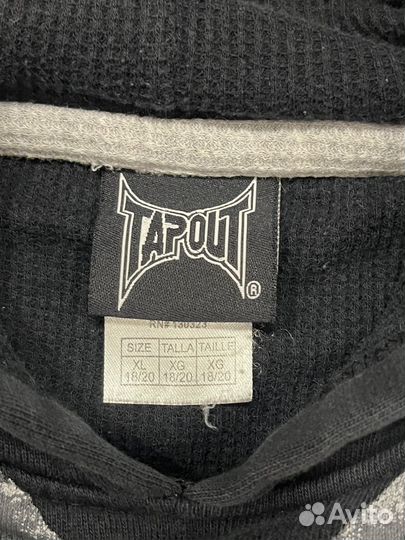 TAPOUT
®
RN# 130323
SIZE TALLA TAILLE
XL XG XG
18/20 18/20 18/20
Avito